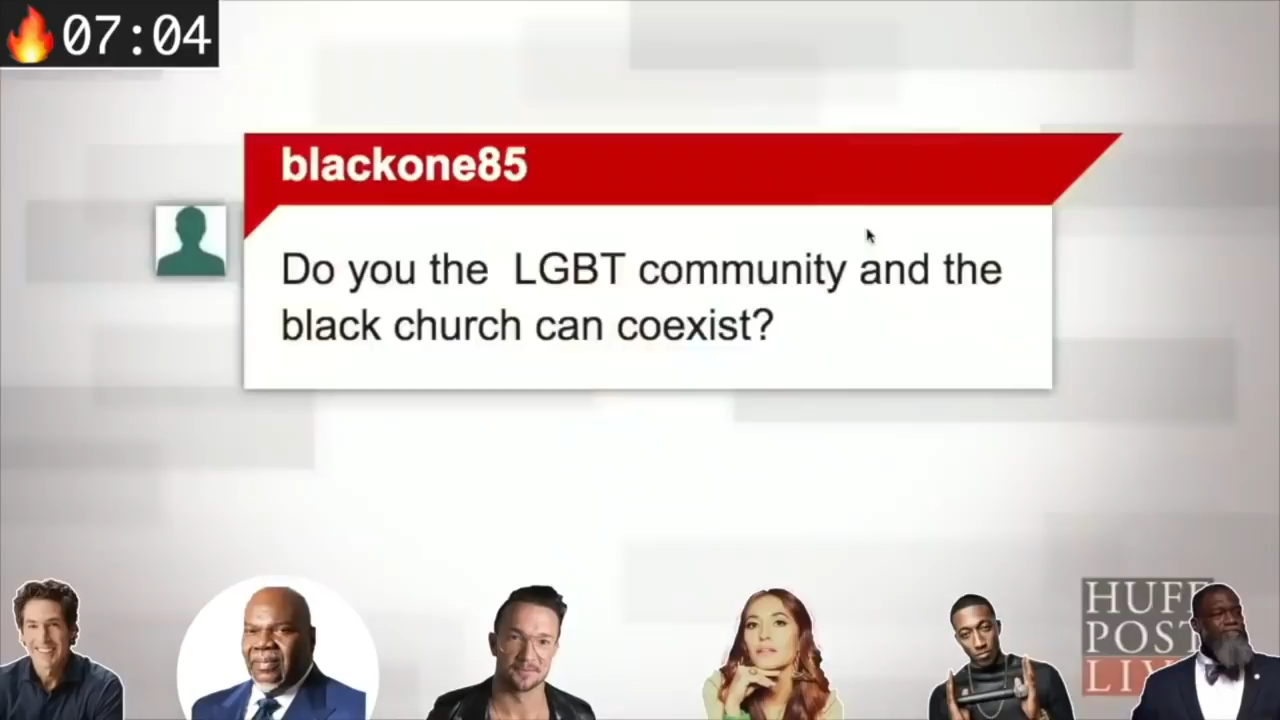 07:04
blackone85
Do you the  LGBT community and the
black church can coexist?
HUFF
POST
LIV